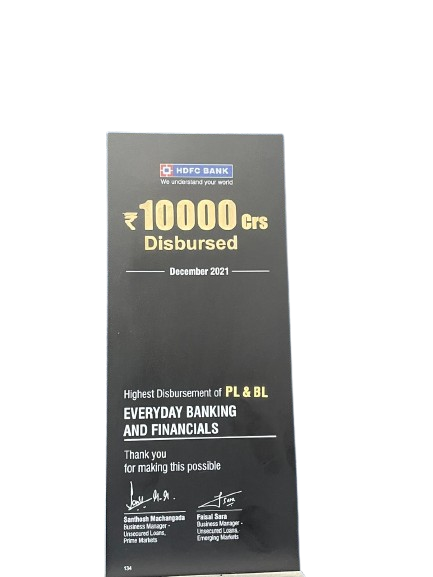 HDFC BANK
We understand your world
₹10000 Crs
Disbursed
December 2021
Highest Disbursement of PL & BL
EVERYDAY BANKING
AND FINANCIALS
Thank you
for making this possible
Santhosh Machangada
Business Manager -
Unsecured Loans,
Prime Markets
Faisal Sara
Business Manager -
Unsecured Loans,
Emerging Markets
134